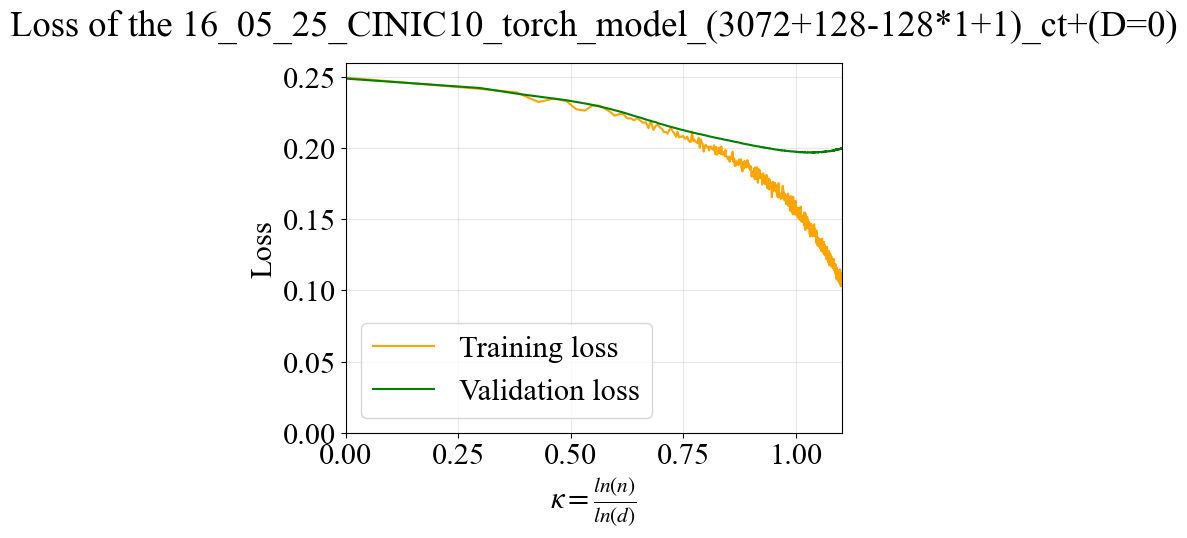 Loss of the 16_05_25_CINIC10_torch_model_(3072+128-128*1+1)_ct+(D=0)
0.25
0.20
0.15
0.10
0.05
0.00
Loss
Training loss
Validation loss
0.00 0.25 0.50 0.75 1.00
κ = ln(n)/ln(d)